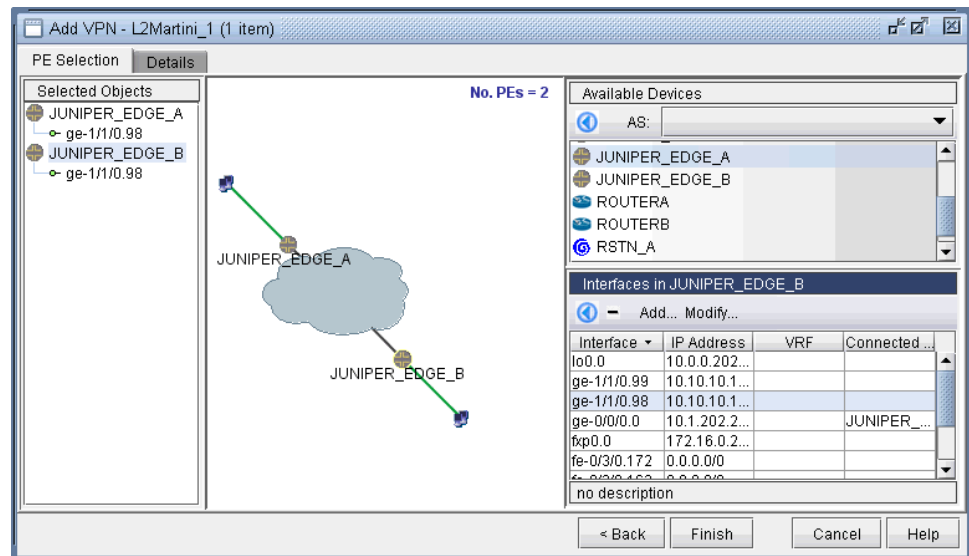 Add VPN - L2Martini_1 (1 item)
PE Selection
Details
Selected Objects
JUNIPER_EDGE_A
ge-1/1/0.98
JUNIPER_EDGE_B
ge-1/1/0.98
No. PEs = 2
JUNIPER_EDGE_A
JUNIPER_EDGE_B
Available Devices
AS:
JUNIPER_EDGE_A
JUNIPER_EDGE_B
ROUTERA
ROUTERB
RSTN_A
Interfaces in JUNIPER_EDGE_B
Add... Modify...
Interface IP Address VRF Connected ...
lo0.0 10.0.0.202...
ge-1/1/0.99 10.10.10.1...
ge-1/1/0.98 10.10.10.1...
ge-0/0/0.0 10.1.202.2... JUNIPER_...
fxp0.0 172.16.0.2...
fe-0/3/0.172 0.0.0.0/0
no description
< Back Finish Cancel Help